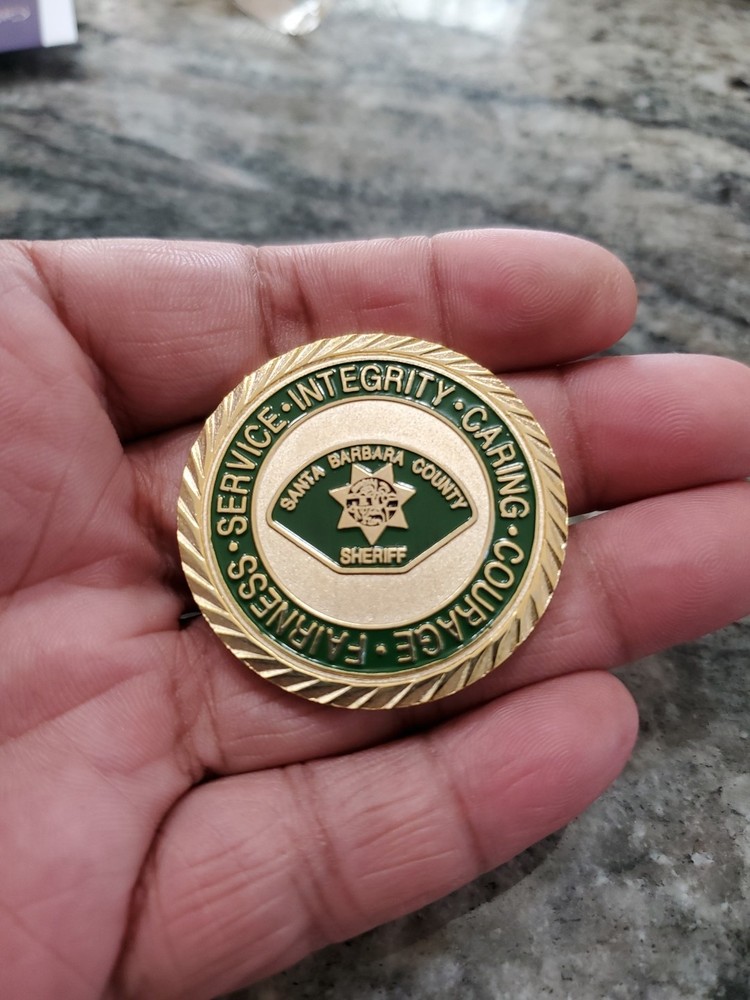 SERVICE • INTEGRITY • CARING • COURAGE • FAIRNESS •
SANTA BARBARA COUNTY
SHERIFF